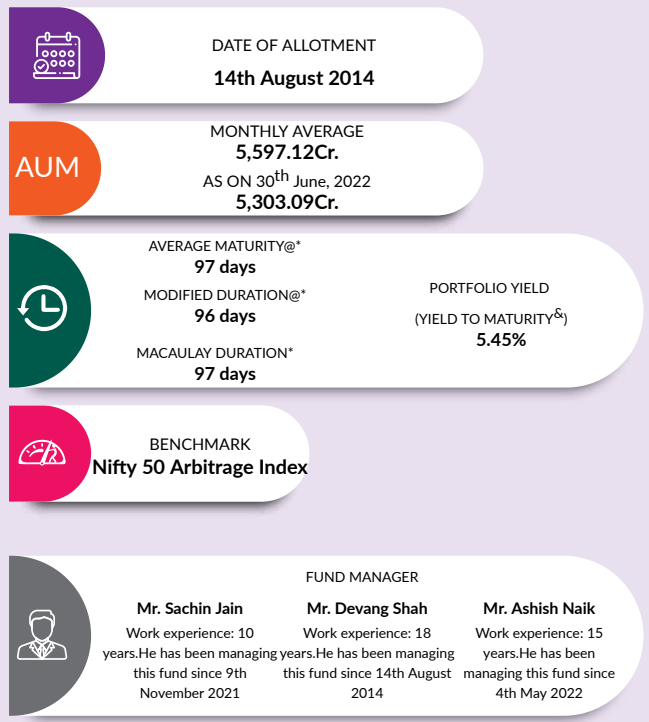 DATE OF ALLOTMENT
14th August 2014
AUM
MONTHLY AVERAGE
5,597.12Cr.
AS ON 30th June, 2022
5,303.09Cr.
AVERAGE MATURITY@*
97 days
MODIFIED DURATION@*
96 days
MACAULAY DURATION*
97 days
PORTFOLIO YIELD
(YIELD TO MATURITY&)
5.45%
BENCHMARK
Nifty 50 Arbitrage Index
FUND MANAGER
Mr. Sachin Jain
Work experience: 10
years.He has been managing
this fund since 9th
November 2021
Mr. Devang Shah
Work experience: 18
years.He has been managing
this fund since 14th August
2014
Mr. Ashish Naik
Work experience: 15
years.He has been
managing this fund since
4th May 2022